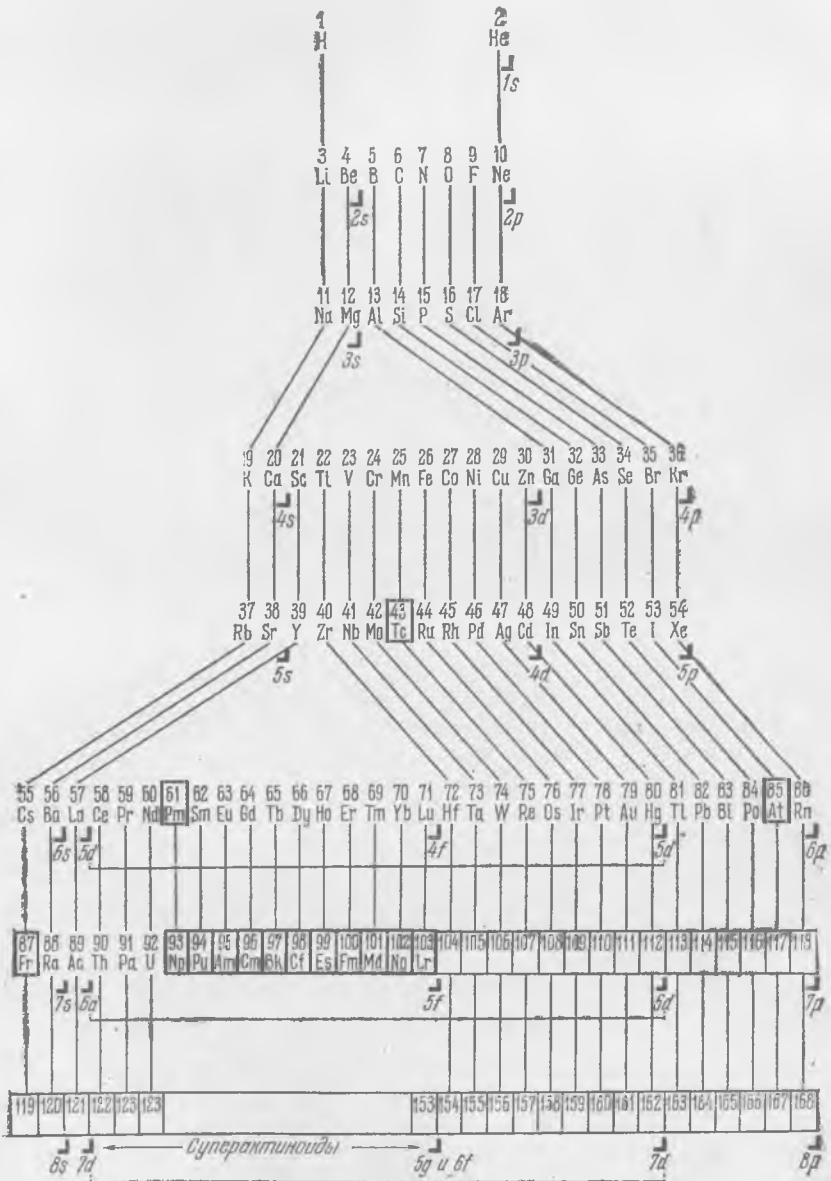 1 2
H He
1s
3 4 5 6 7 8 9 10
Li Be B C N O F Ne
2s 2p
11 12 13 14 15 16 17 18
Na Mg Al Si P S Cl Ar
3s 3p
19 20 21 22 23 24 25 26 27 28 29 30 31 32 33 34 35 36
K Ca Sc Ti V Cr Mn Fe Co Ni Cu Zn Ga Ge As Se Br Kr
4s 3d 4p
37 38 39 40 41 42 43 44 45 46 47 48 49 50 51 52 53 54
Rb Sr Y Zr Nb Mo Tc Ru Rh Pd Ag Cd In Sn Sb Te I Xe
5s 4d 5p
55 56 57 58 59 60 61 62 63 64 65 66 67 68 69 70 71 72 73 74 75 76 77 78 79 80 81 82 83 84 85 86
Cs Ba La Ce Pr Nd Pm Sm Eu Gd Tb Dy Ho Er Tm Yb Lu Hf Ta W Re Os Ir Pt Au Hg Tl Pb Bi Po At Rn
6s 5d 4f 5d 6p
87 88 89 90 91 92 93 94 95 96 97 98 99 100 101 102 103 104 105 106 107 108 109 110 111 112 113 114 115 116 117 118
Fr Ra Ac Th Pa U Np Pu Am Cm Bk Cf Es Fm Md No Lr
7s 6d 5f 6d 7p
119 120 121 122 123 123 153 154 155 156 157 158 159 160 161 162 163 164 165 166 167 168
8s 7d Суперактиноиды 5g и 6f 7d 8p